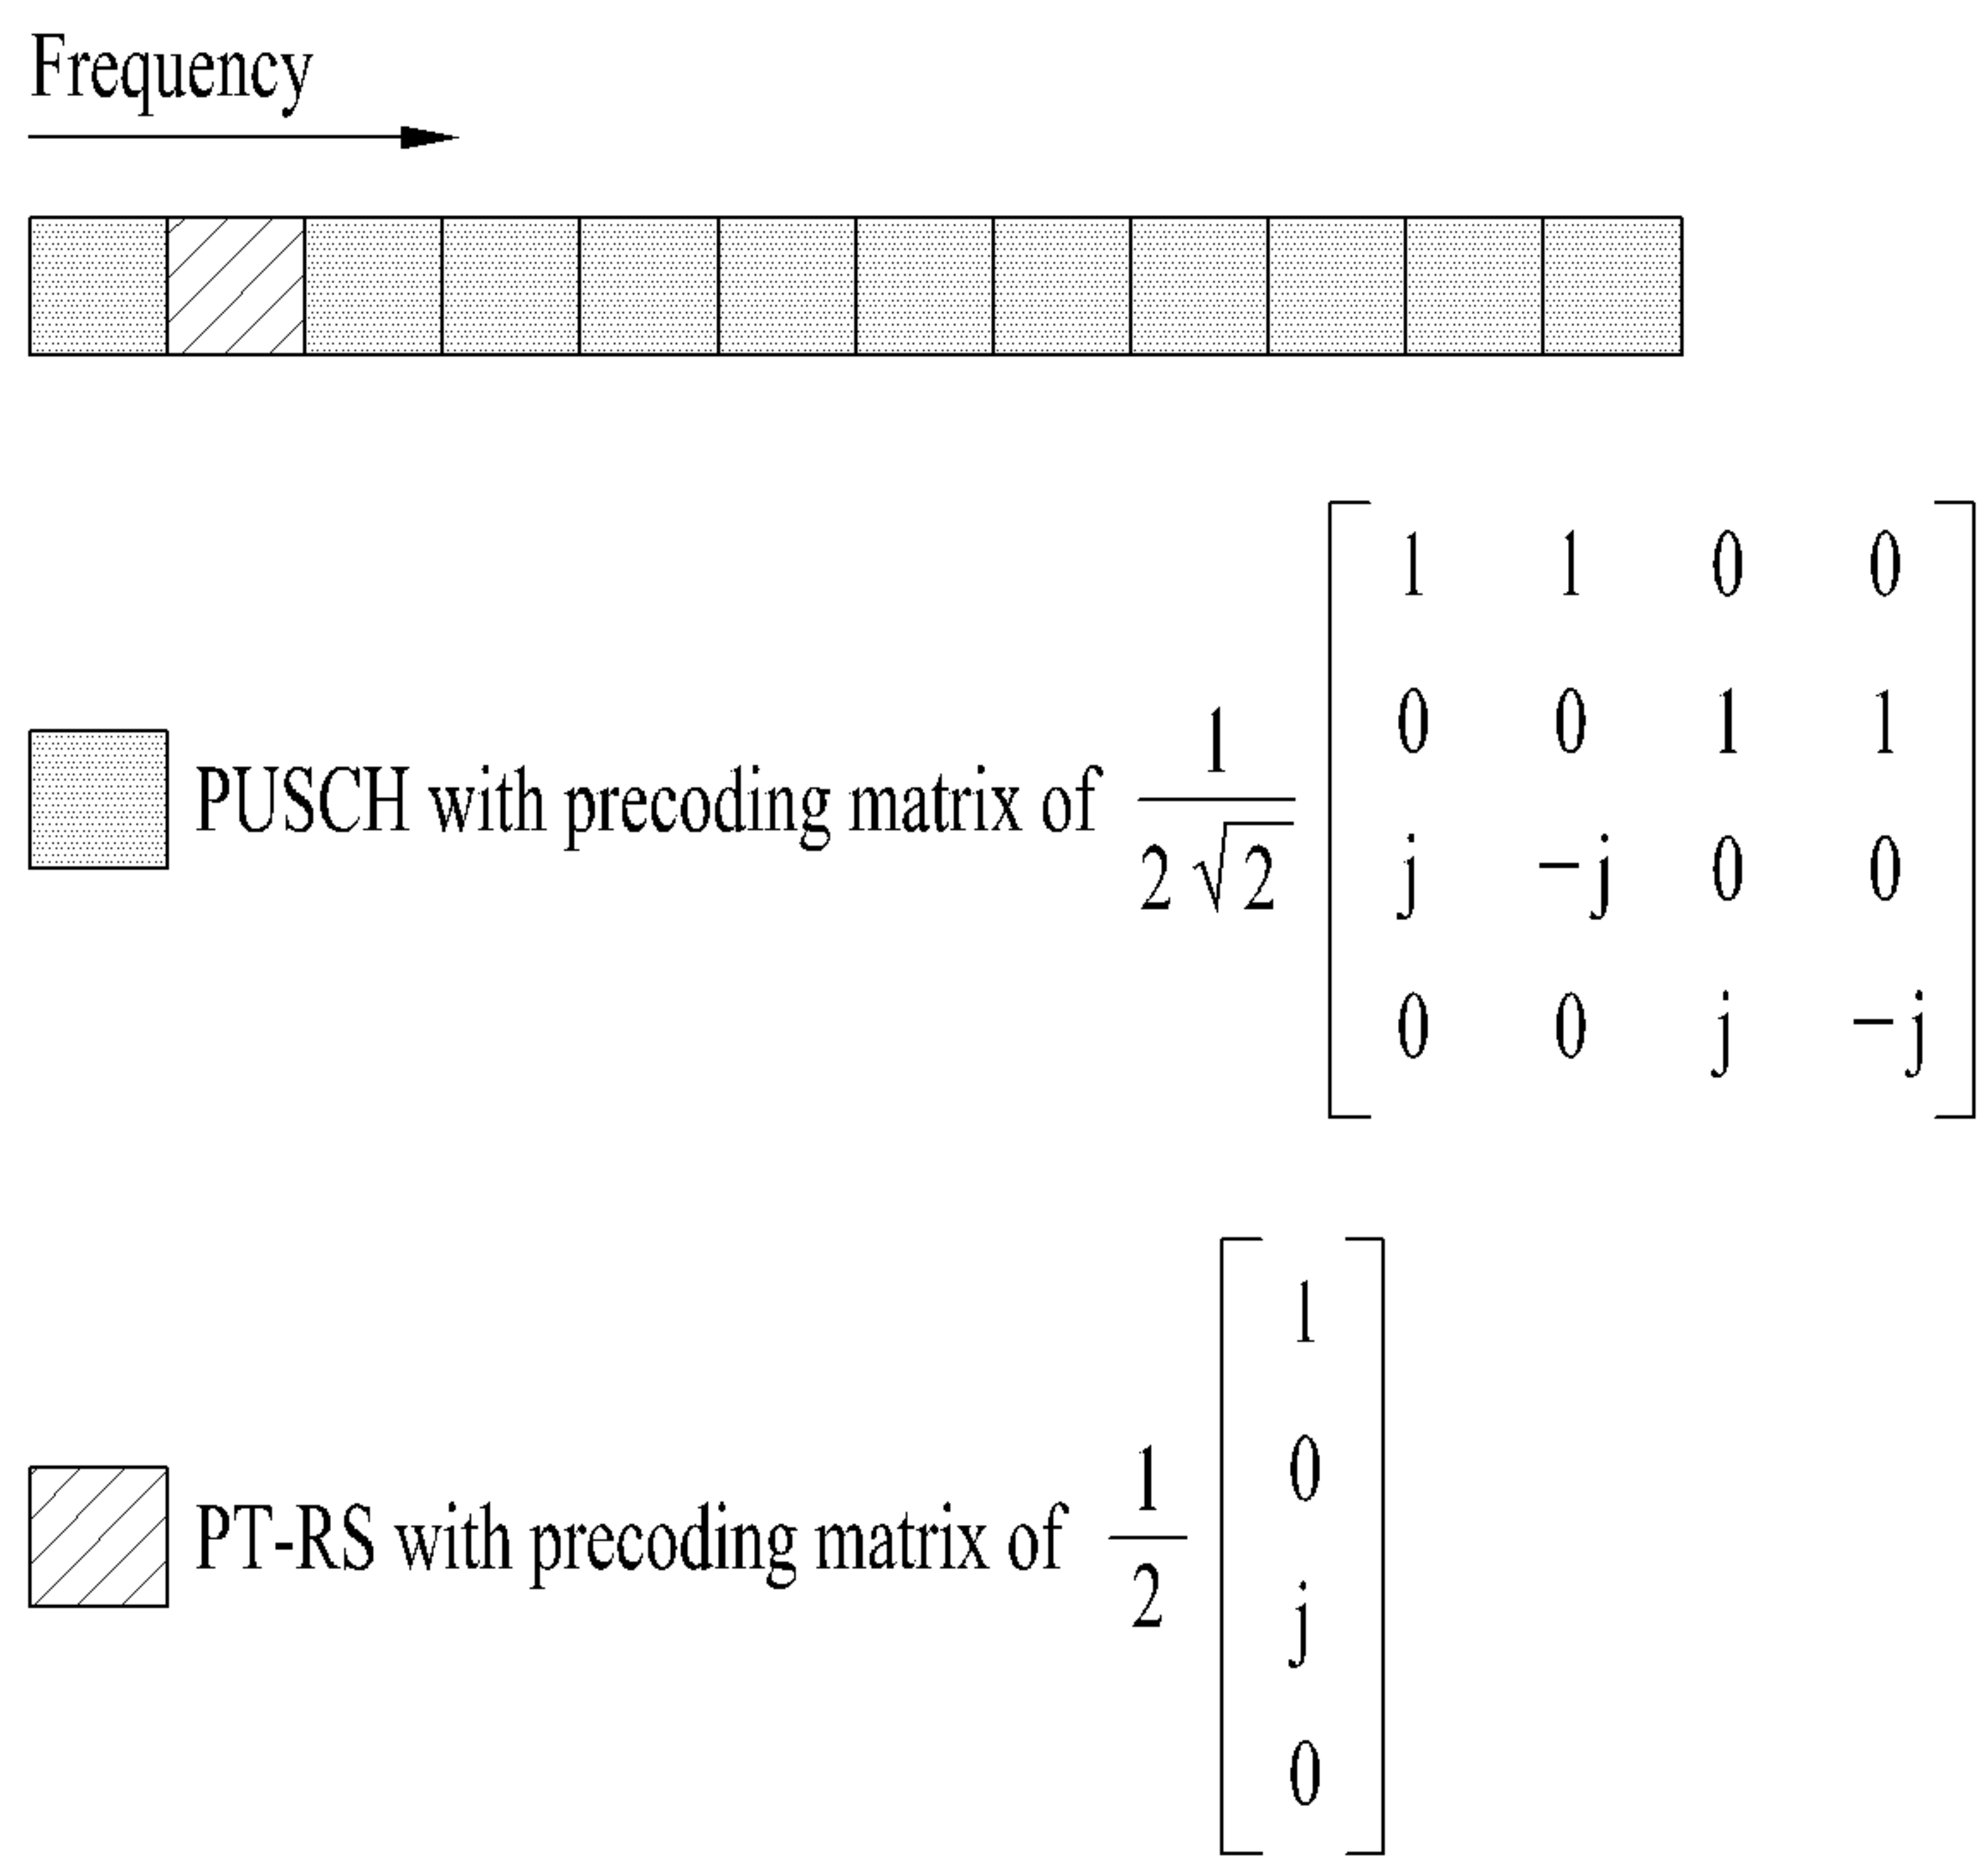 Frequency
PUSCH with precoding matrix of 1 / 2 √2
1 1 0 0
0 0 1 1
j −j 0 0
0 0 j −j
PT-RS with precoding matrix of 1 / 2
1
0
j
0